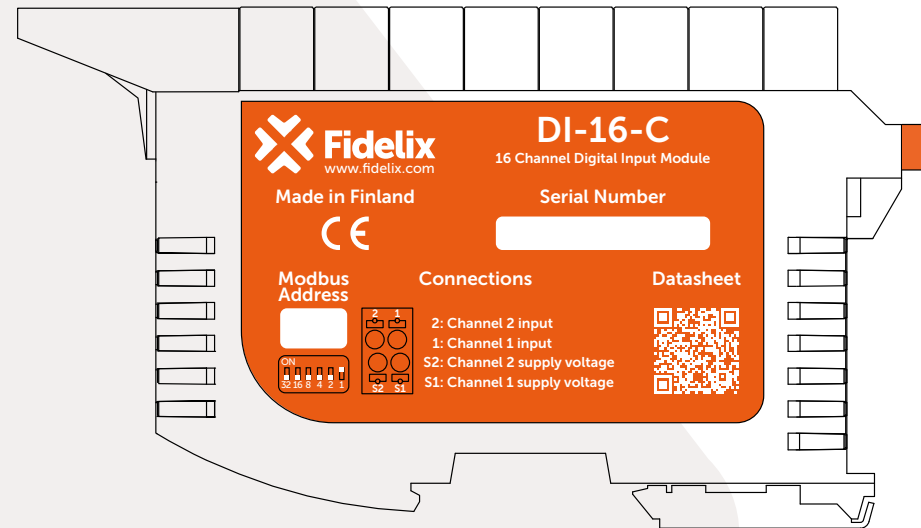 Fidelix
www.fidelix.com
DI-16-C
16 Channel Digital Input Module
Made in Finland
Serial Number
CE
Modbus
Address
Connections
Datasheet
2 1
2: Channel 2 input
1: Channel 1 input
S2: Channel 2 supply voltage
S1: Channel 1 supply voltage
ON
32 16 8 4 2 1
S2 S1